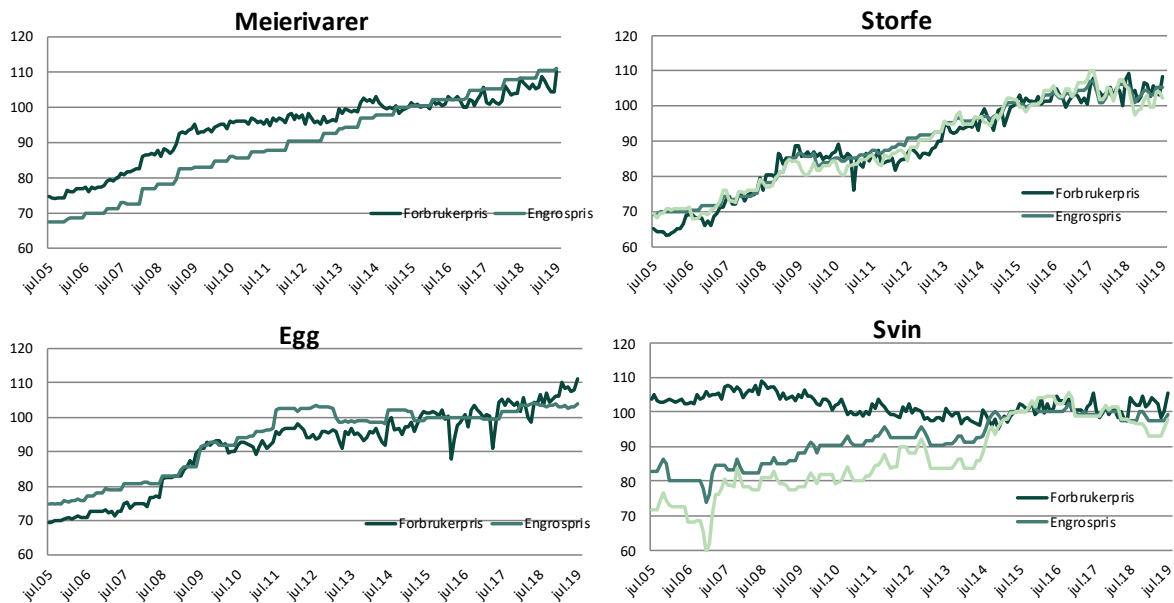 Meierivarer
120
110
100
90
80
70
60
Forbrukerpris
Engrospris
jul.05
jul.06
jul.07
jul.08
jul.09
jul.10
jul.11
jul.12
jul.13
jul.14
jul.15
jul.16
jul.17
jul.18
jul.19
Storfe
120
110
100
90
80
70
60
Forbrukerpris
Engrospris
jul.05
jul.06
jul.07
jul.08
jul.09
jul.10
jul.11
jul.12
jul.13
jul.14
jul.15
jul.16
jul.17
jul.18
jul.19
Egg
120
110
100
90
80
70
60
Forbrukerpris
Engrospris
jul.05
jul.06
jul.07
jul.08
jul.09
jul.10
jul.11
jul.12
jul.13
jul.14
jul.15
jul.16
jul.17
jul.18
jul.19
Svin
120
110
100
90
80
70
60
Forbrukerpris
Engrospris
jul.05
jul.06
jul.07
jul.08
jul.09
jul.10
jul.11
jul.12
jul.13
jul.14
jul.15
jul.16
jul.17
jul.18
jul.19